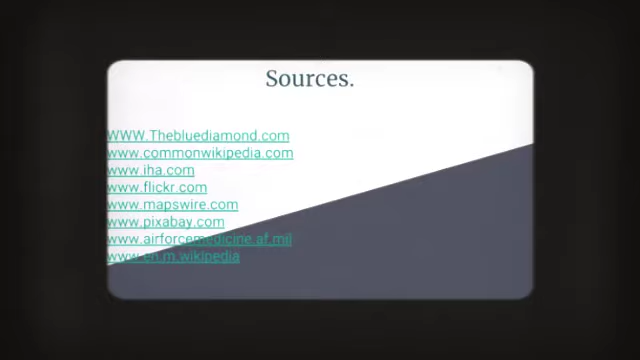 Sources.
WWW.Thebluediamond.com
www.commonwikipedia.com
www.iha.com
www.flickr.com
www.mapswire.com
www.pixabay.com
www.airforcemedicine.af.mil
www.en.m.wikipedia